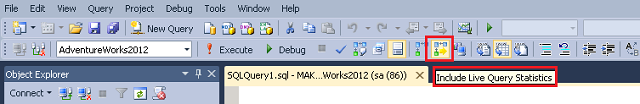 File Edit View Query Project Debug Tools Window Help
New Query
AdventureWorks2012 Execute Debug
Object Explorer
SQLQuery1.sql - MAK...Works2012 (sa (86))
Include Live Query Statistics
Connect